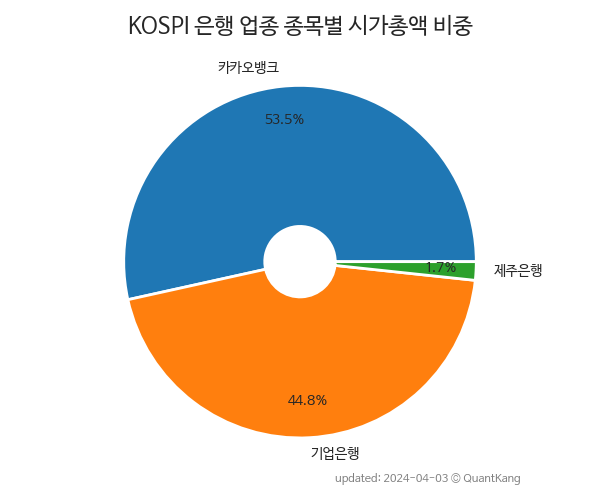 KOSPI 은행 업종 종목별 시가총액 비중
카카오뱅크
53.5%
1.7%
제주은행
44.8%
기업은행
updated: 2024-04-03 © QuantKang